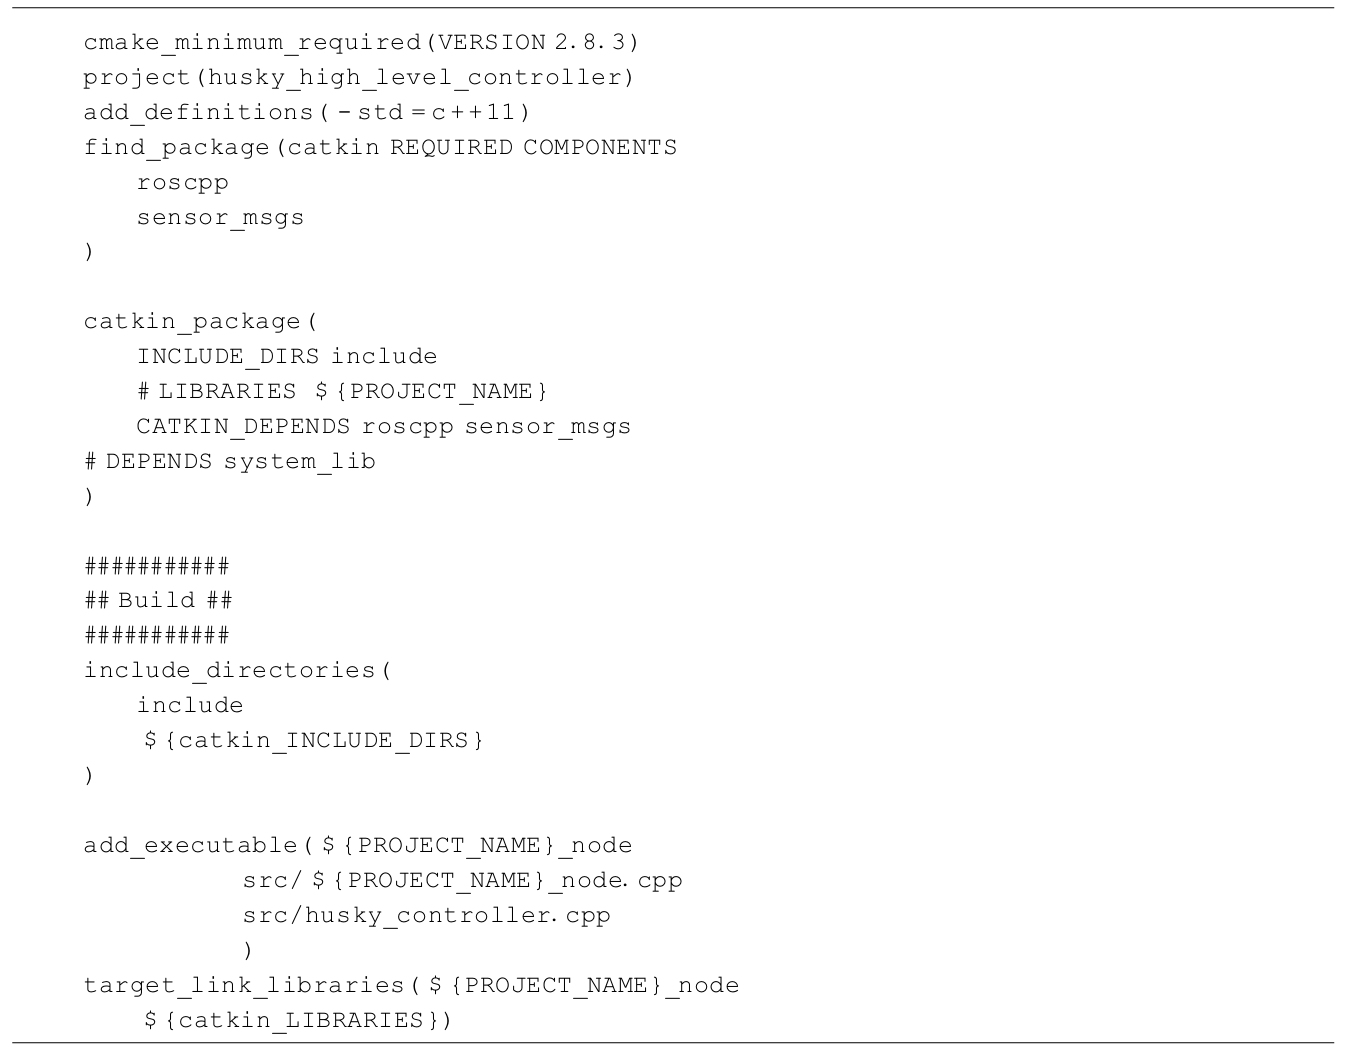 cmake_minimum_required(VERSION 2.8.3)
project(husky_high_level_controller)
add_definitions(-std=c++11)
find_package(catkin REQUIRED COMPONENTS
    roscpp
    sensor_msgs
)

catkin_package(
    INCLUDE_DIRS include
    # LIBRARIES ${PROJECT_NAME}
    CATKIN_DEPENDS roscpp sensor_msgs
# DEPENDS system_lib
)

###########
## Build ##
###########
include_directories(
    include
    ${catkin_INCLUDE_DIRS}
)

add_executable(${PROJECT_NAME}_node
            src/${PROJECT_NAME}_node.cpp
            src/husky_controller.cpp
            )
target_link_libraries(${PROJECT_NAME}_node
    ${catkin_LIBRARIES})